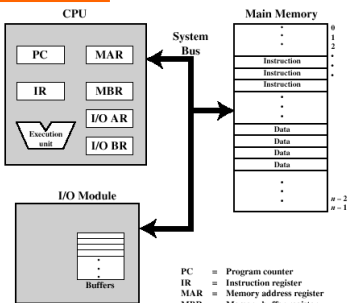 CPU
Main Memory
System
Bus
PC
MAR
IR
MBR
I/O AR
Execution
unit
I/O BR
0
1
2
Instruction
Instruction
Instruction
Data
Data
Data
Data
n – 2
n – 1
I/O Module
Buffers
PC = Program counter
IR = Instruction register
MAR = Memory address register